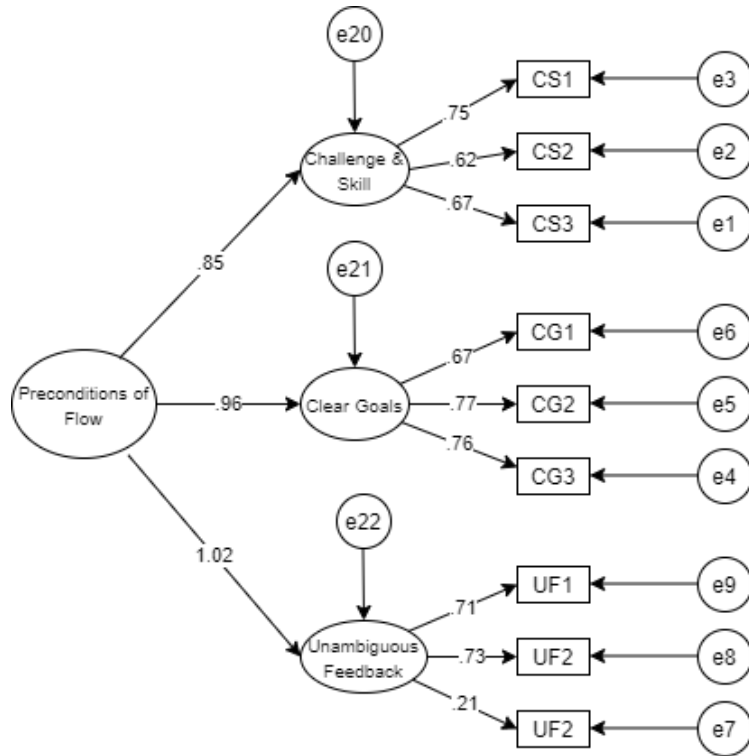 e20
CS1
e3
.75
Challenge &
Skill
.62
CS2
e2
.67
CS3
e1
.85
e21
CG1
e6
.67
Preconditions of
Flow
.96
Clear Goals
.77
CG2
e5
.76
CG3
e4
e22
1.02
UF1
e9
.71
Unambiguous
Feedback
.73
UF2
e8
.21
UF2
e7